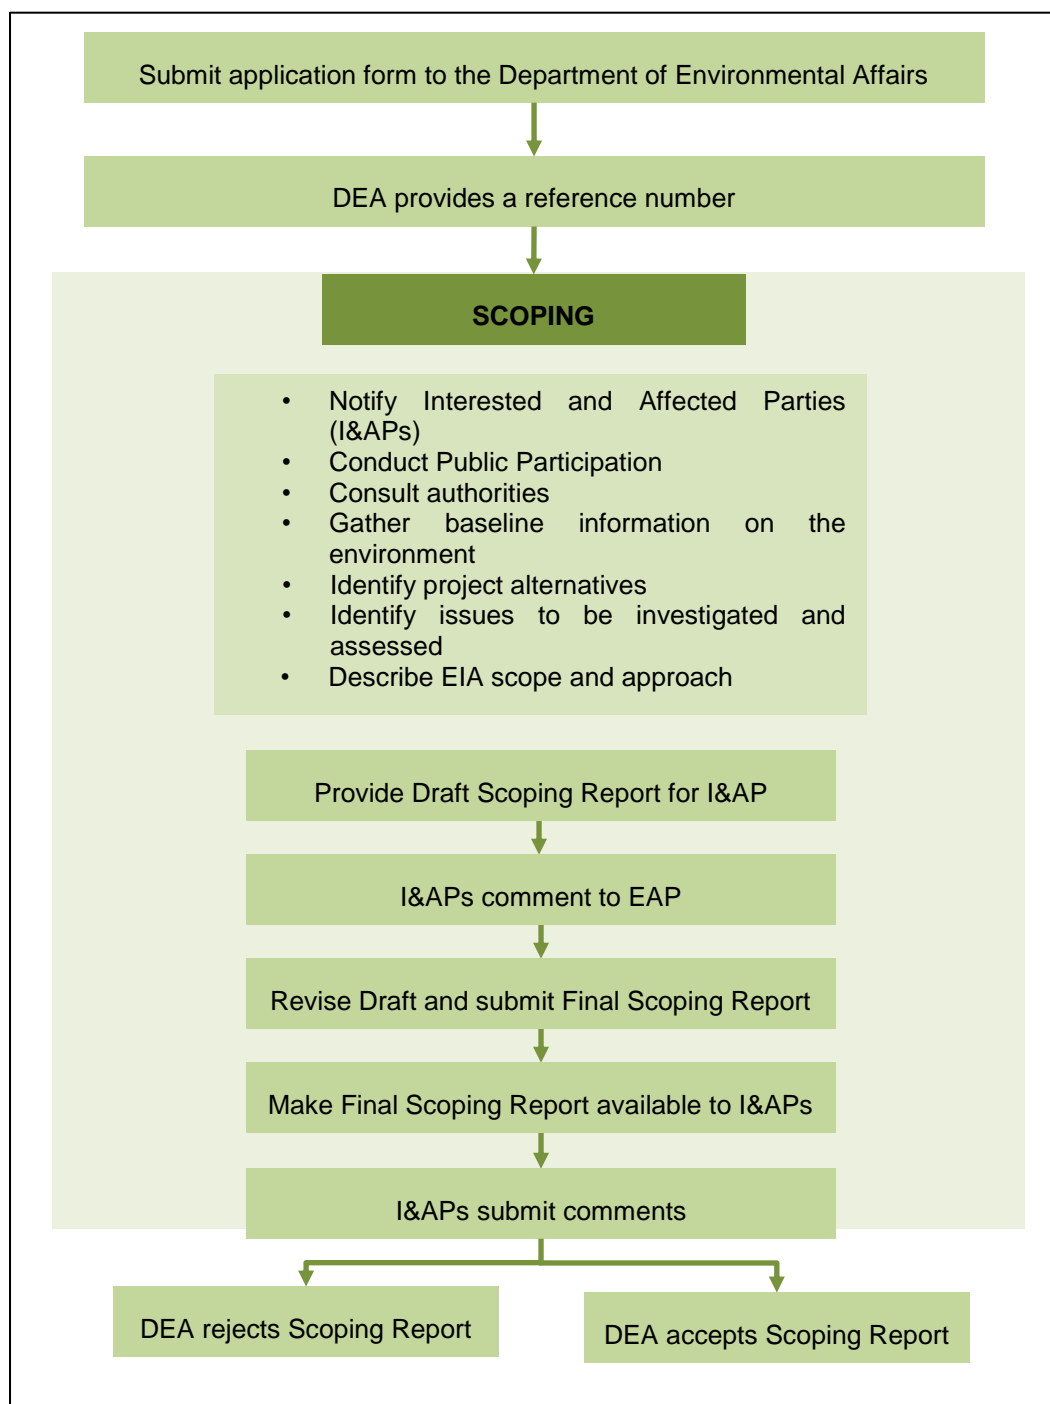 Submit application form to the Department of Environmental Affairs
DEA provides a reference number
SCOPING
• Notify Interested and Affected Parties
(I&APs)
• Conduct Public Participation
• Consult authorities
• Gather baseline information on the
environment
• Identify project alternatives
• Identify issues to be investigated and
assessed
• Describe EIA scope and approach
Provide Draft Scoping Report for I&AP
I&APs comment to EAP
Revise Draft and submit Final Scoping Report
Make Final Scoping Report available to I&APs
I&APs submit comments
DEA rejects Scoping Report
DEA accepts Scoping Report